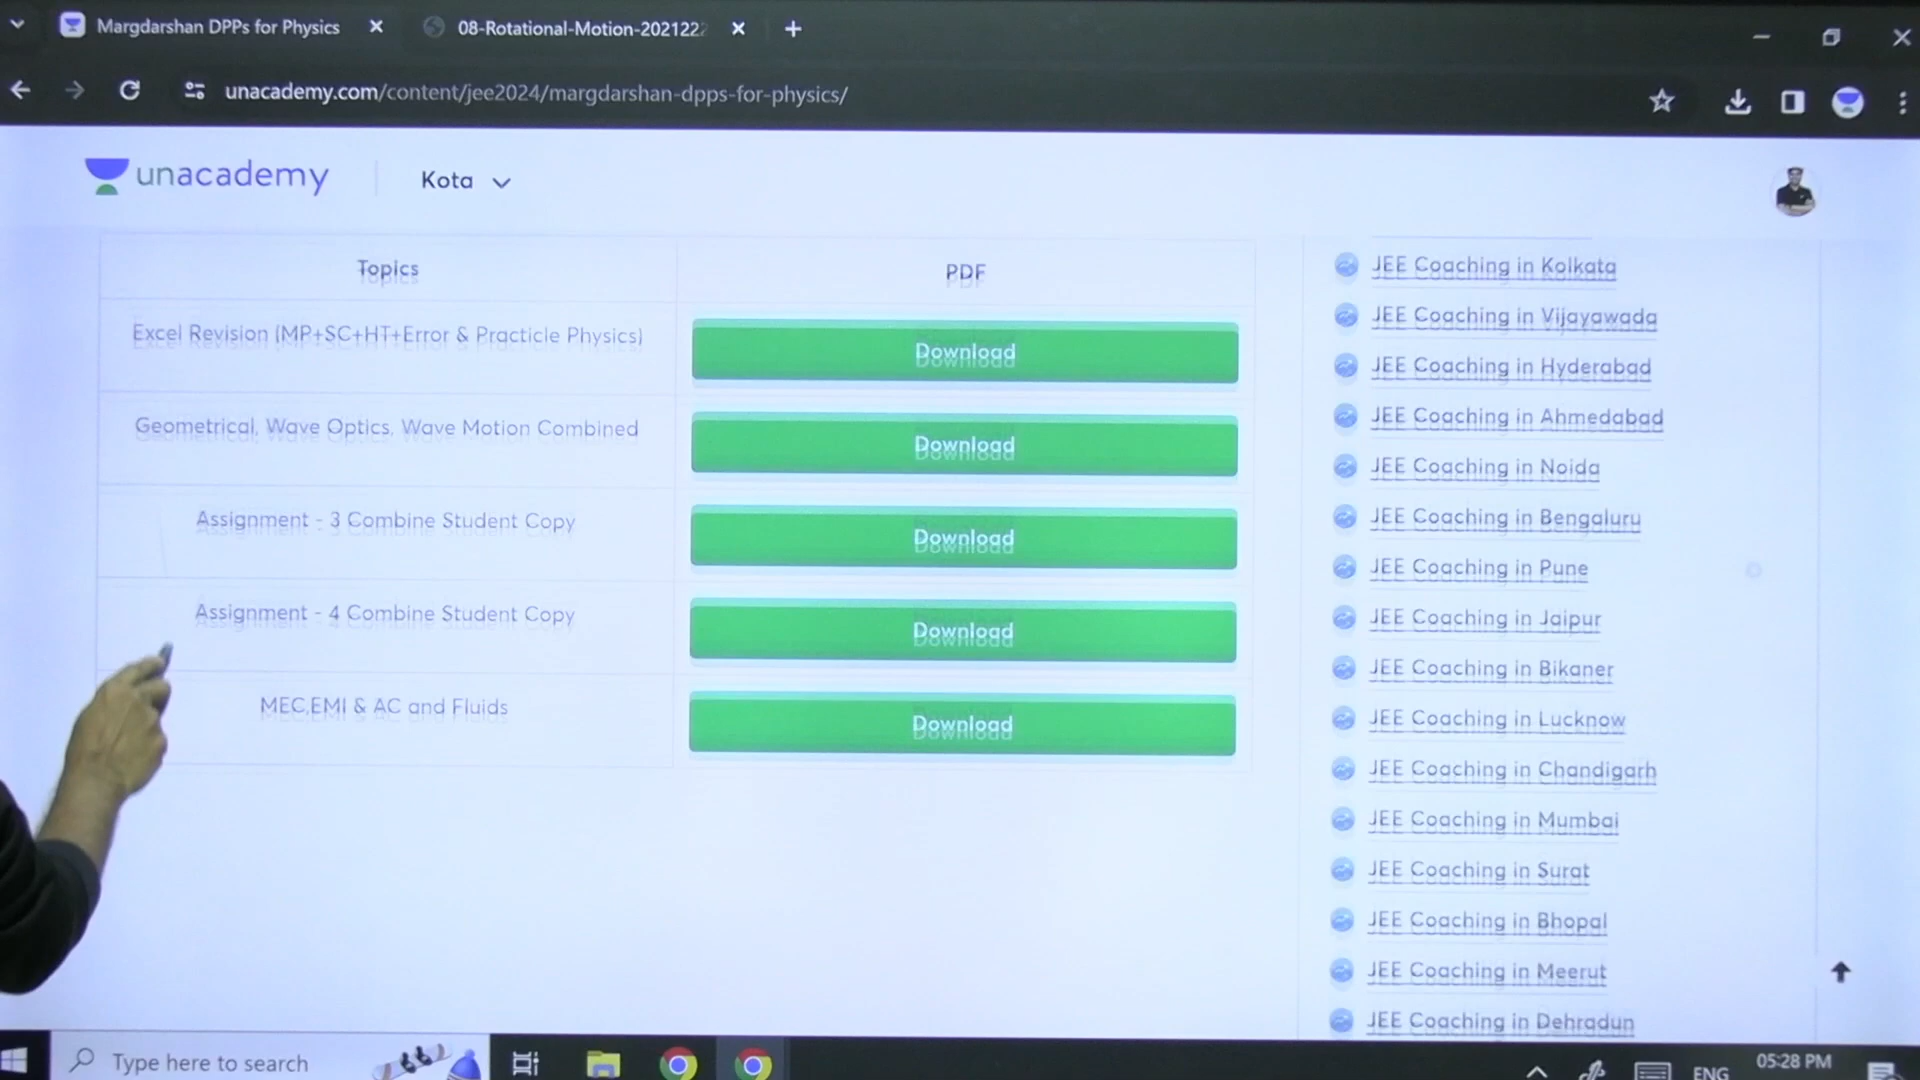 Margdarshan DPPs for Physics
08-Rotational-Motion-202122
unacademy.com/content/jee2024/margdarshan-dpps-for-physics/
unacademy
Kota
Topics PDF
Excel Revision (MP+SC+HT+Error & Practicle Physics) Download
Geometrical, Wave Optics, Wave Motion Combined Download
Assignment - 3 Combine Student Copy Download
Assignment - 4 Combine Student Copy Download
MEC,EMI & AC and Fluids Download
JEE Coaching in Kolkata
JEE Coaching in Vijayawada
JEE Coaching in Hyderabad
JEE Coaching in Ahmedabad
JEE Coaching in Noida
JEE Coaching in Bengaluru
JEE Coaching in Pune
JEE Coaching in Jaipur
JEE Coaching in Bikaner
JEE Coaching in Lucknow
JEE Coaching in Chandigarh
JEE Coaching in Mumbai
JEE Coaching in Surat
JEE Coaching in Bhopal
JEE Coaching in Meerut
JEE Coaching in Dehradun
Type here to search
ENG
05:28 PM